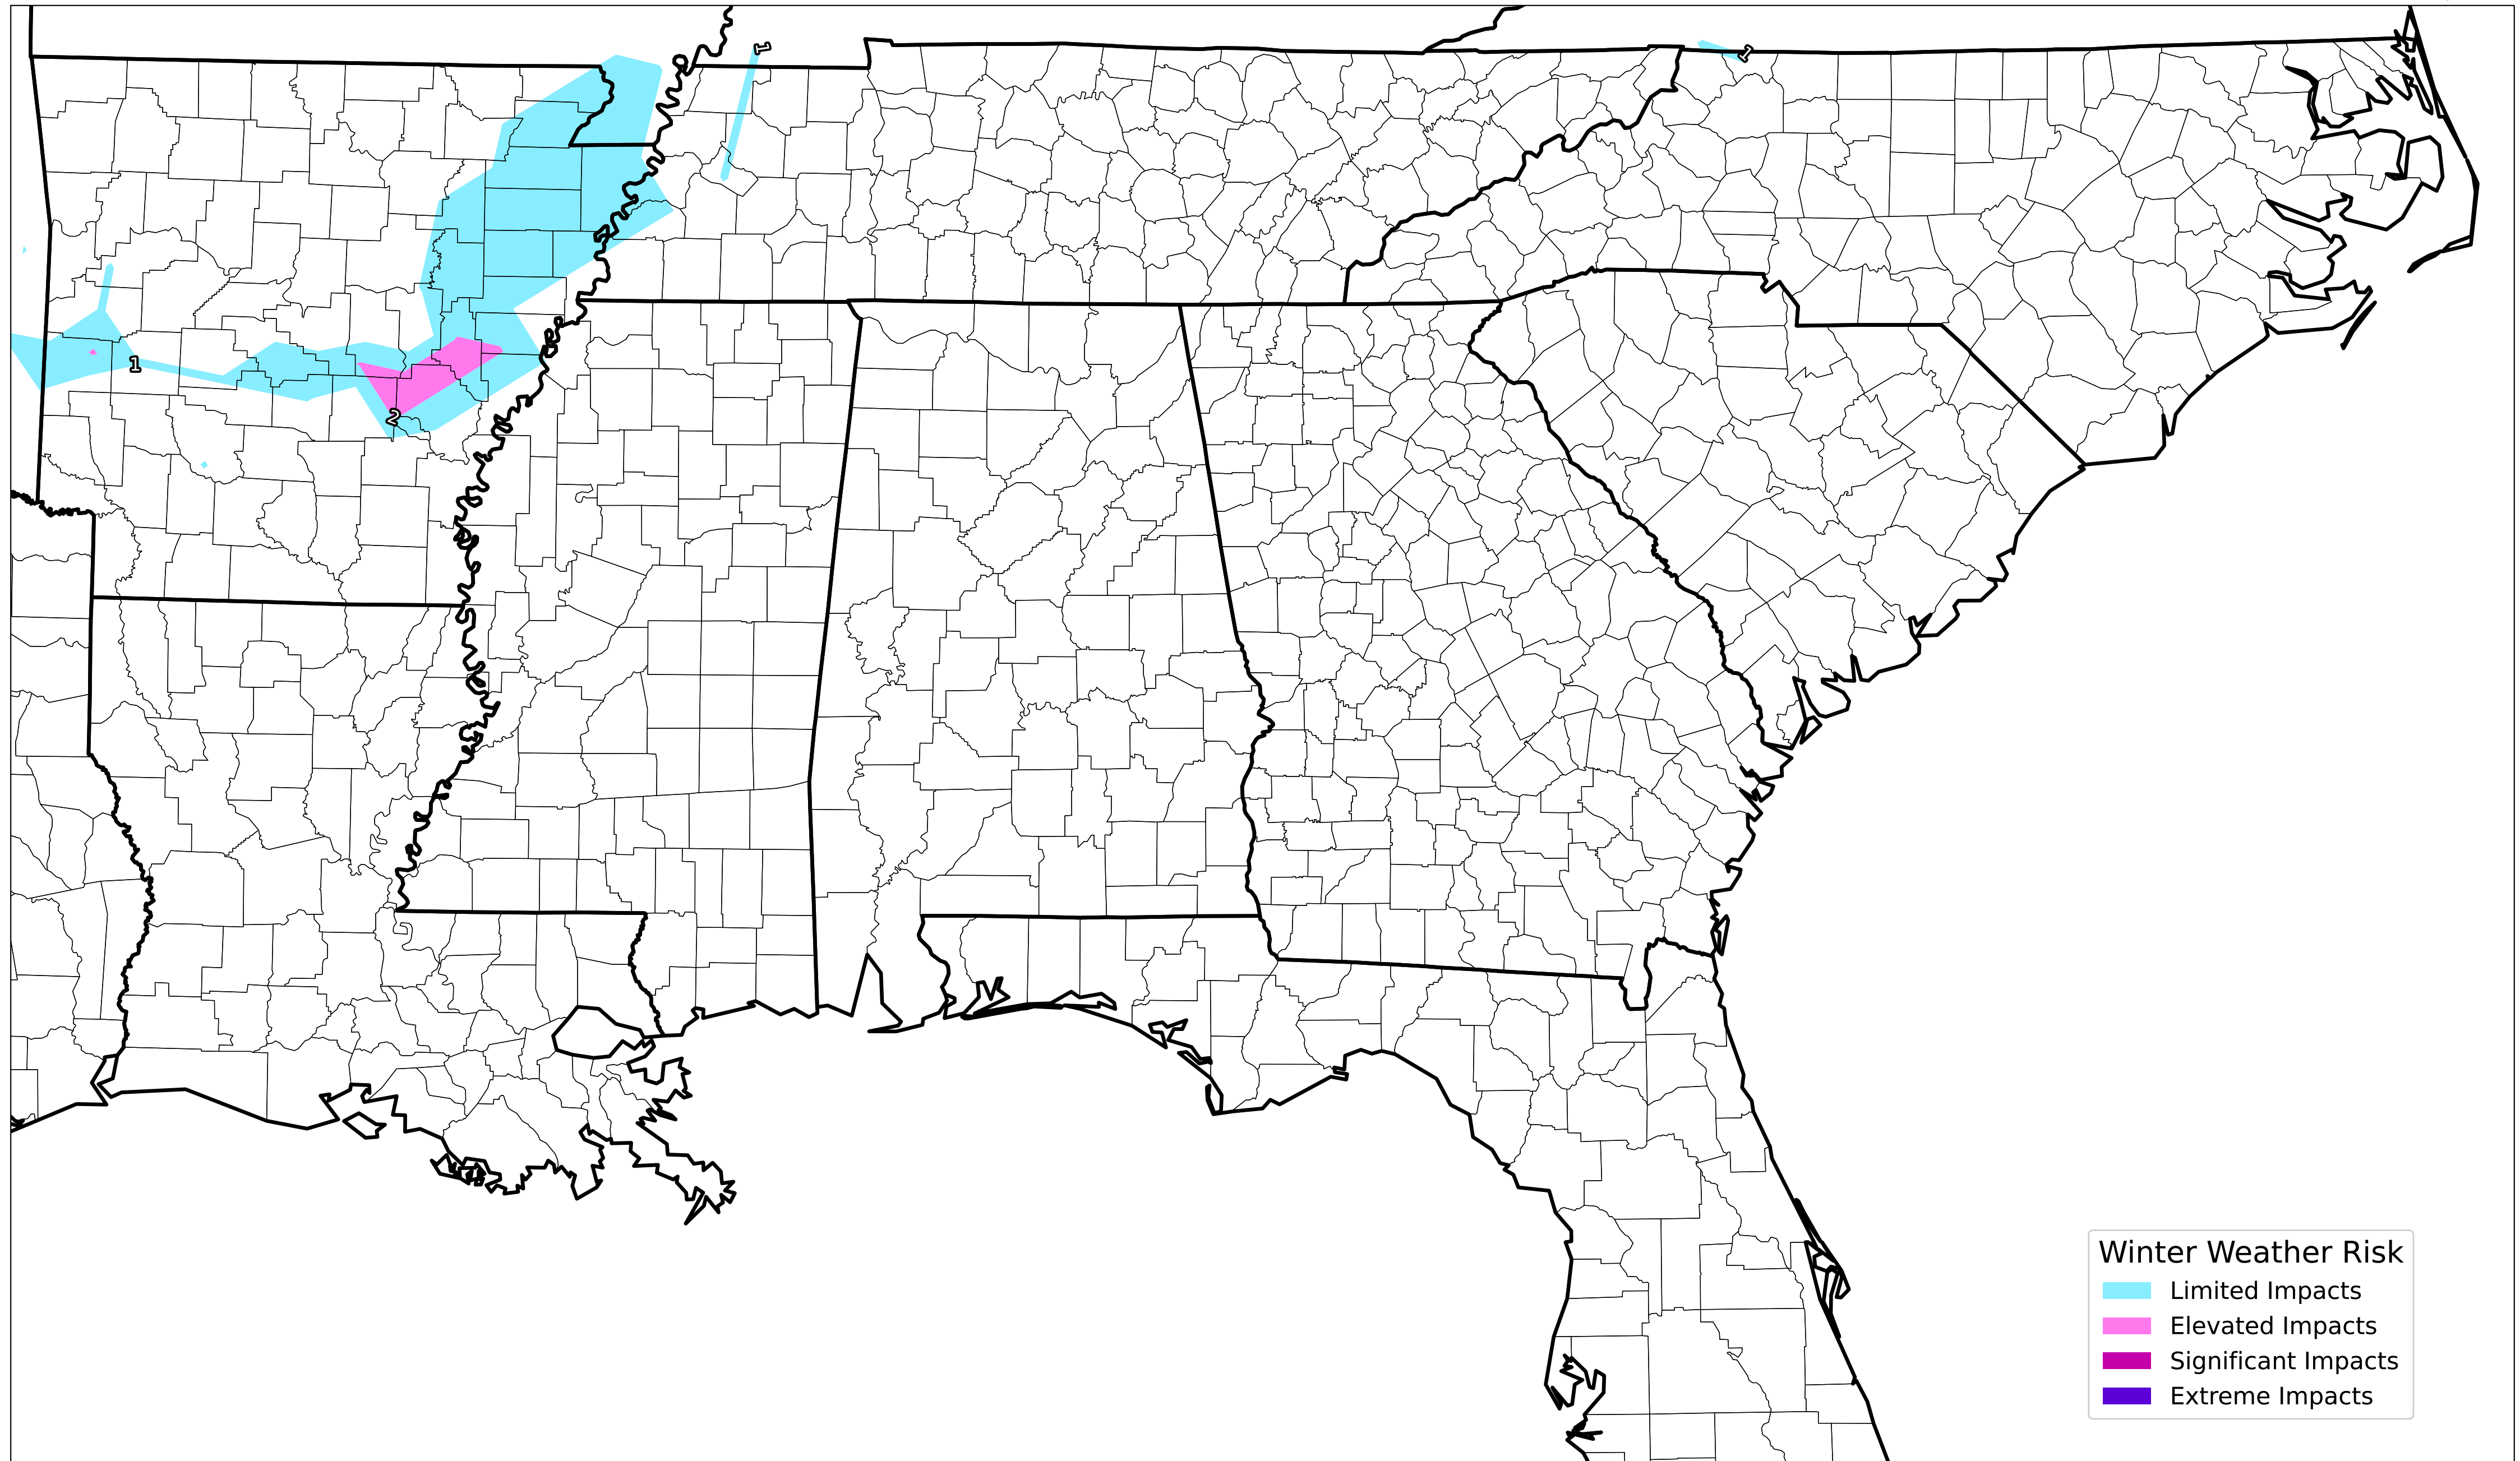 1
1
1
2
Winter Weather Risk
Limited Impacts
Elevated Impacts
Significant Impacts
Extreme Impacts